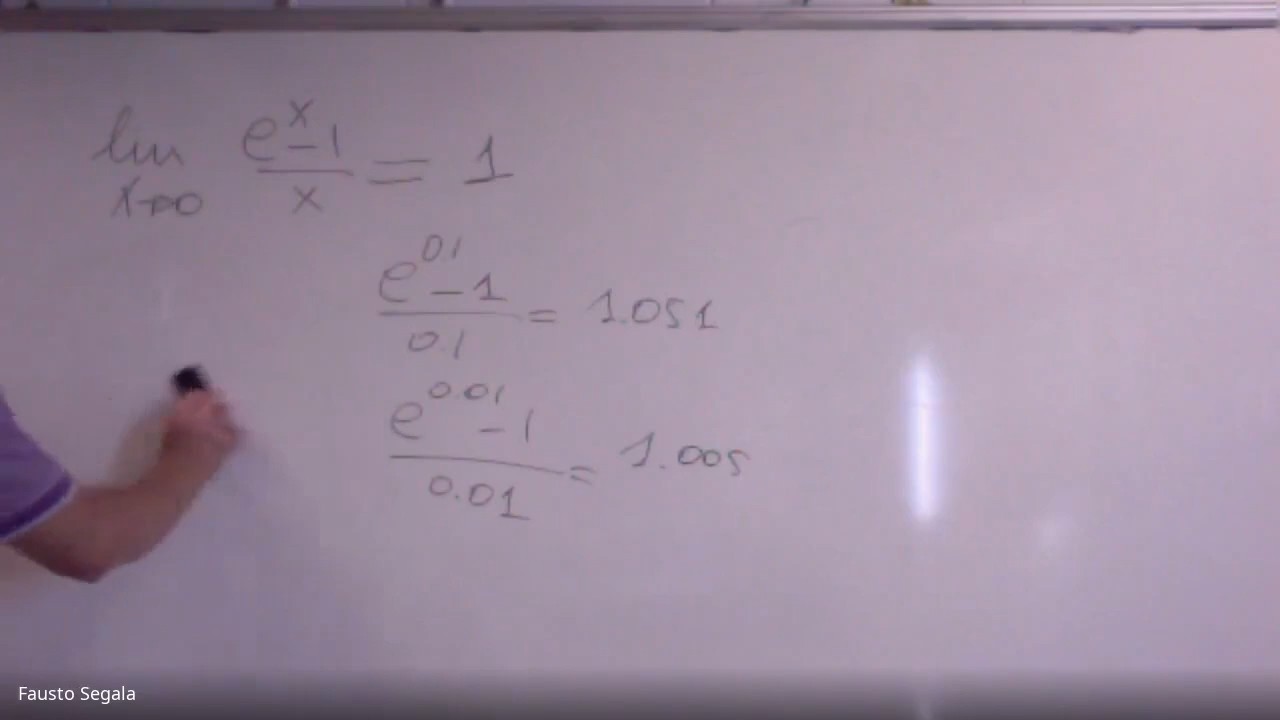 lim x→0 (e^x - 1)/x = 1
(e^0.1 - 1)/0.1 = 1.051
(e^0.01 - 1)/0.01 = 1.005
Fausto Segala